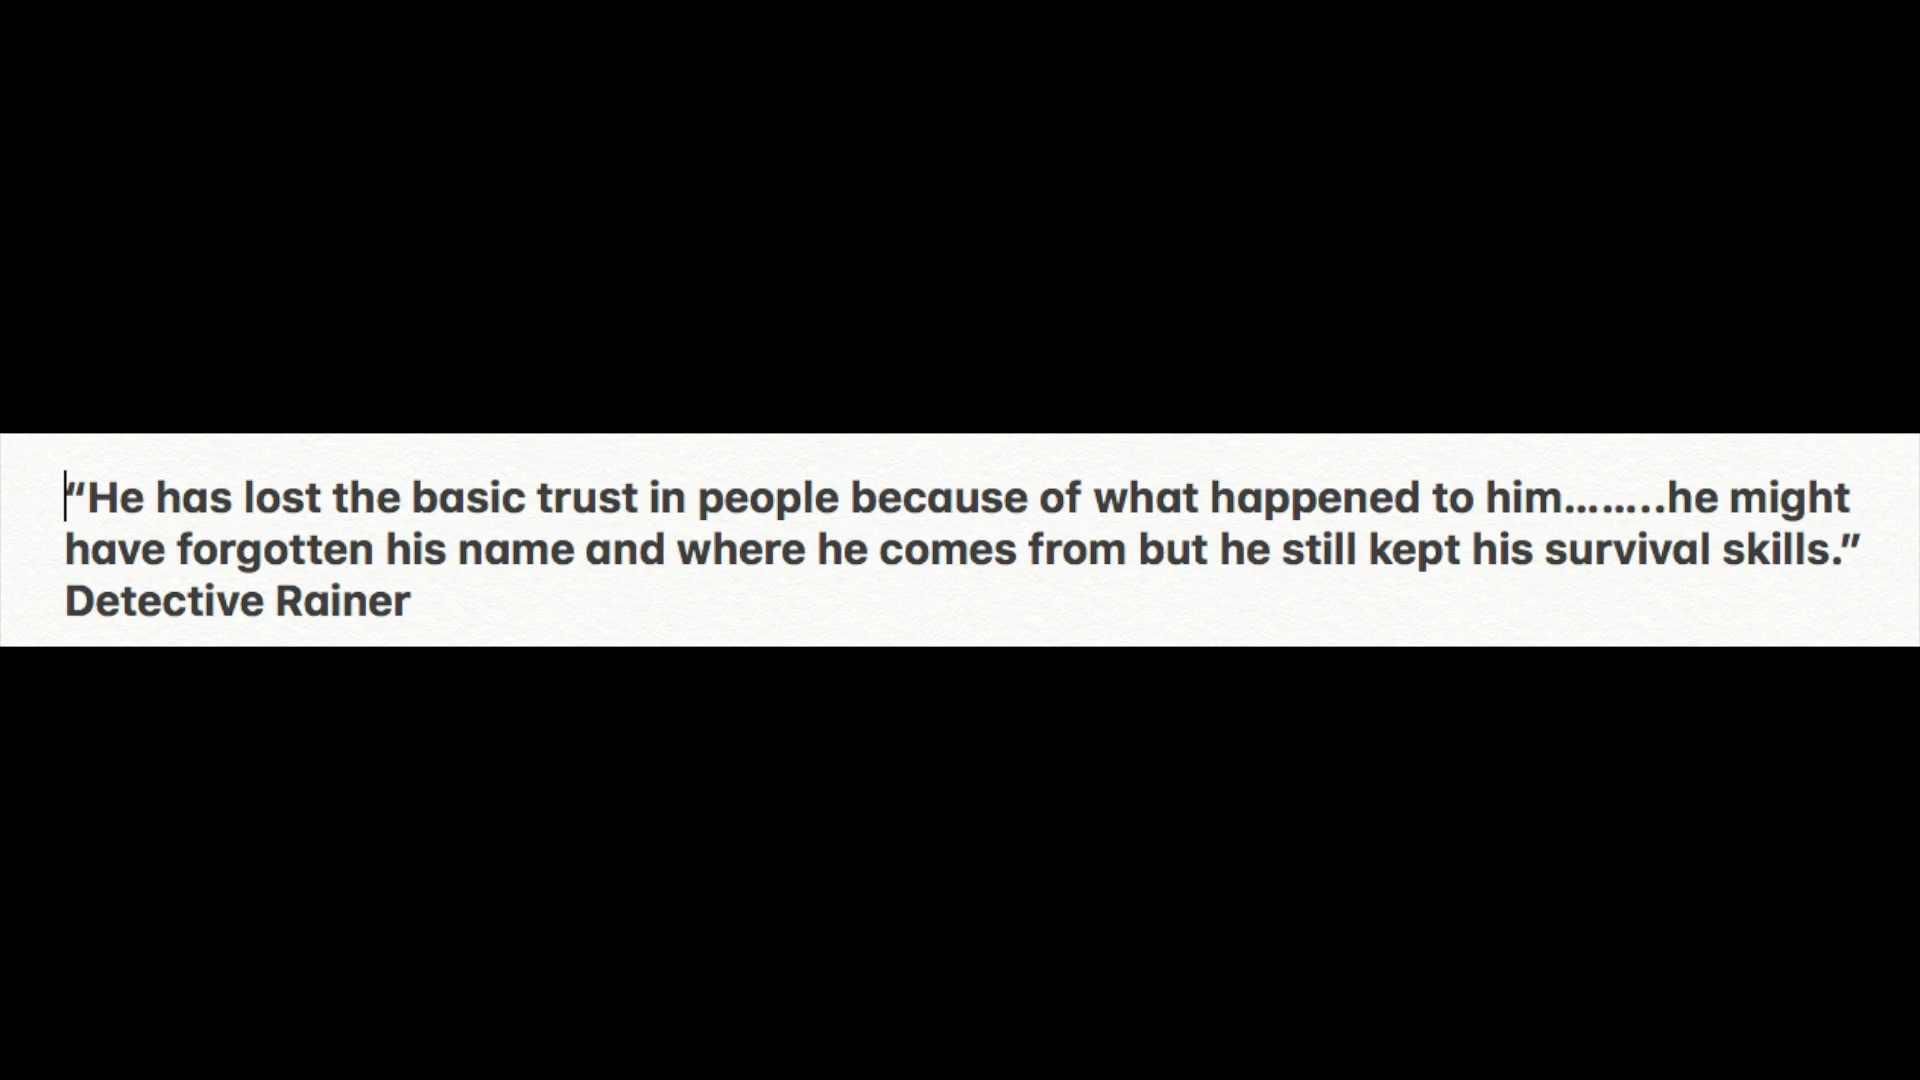 “He has lost the basic trust in people because of what happened to him........he might
have forgotten his name and where he comes from but he still kept his survival skills.”
Detective Rainer